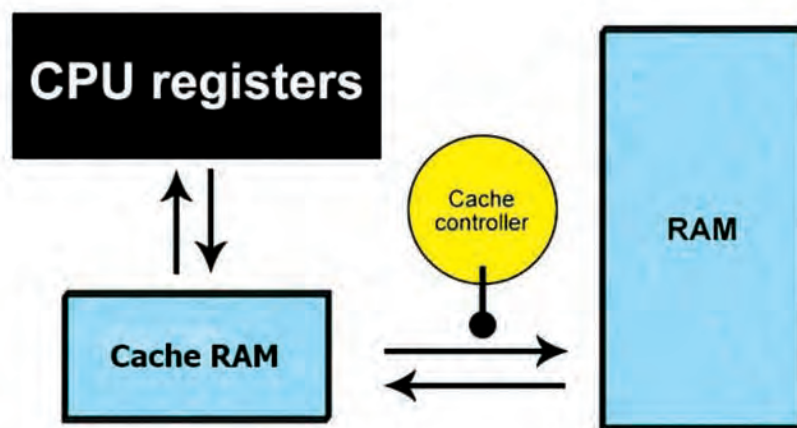 CPU registers
Cache
controller
RAM
Cache RAM